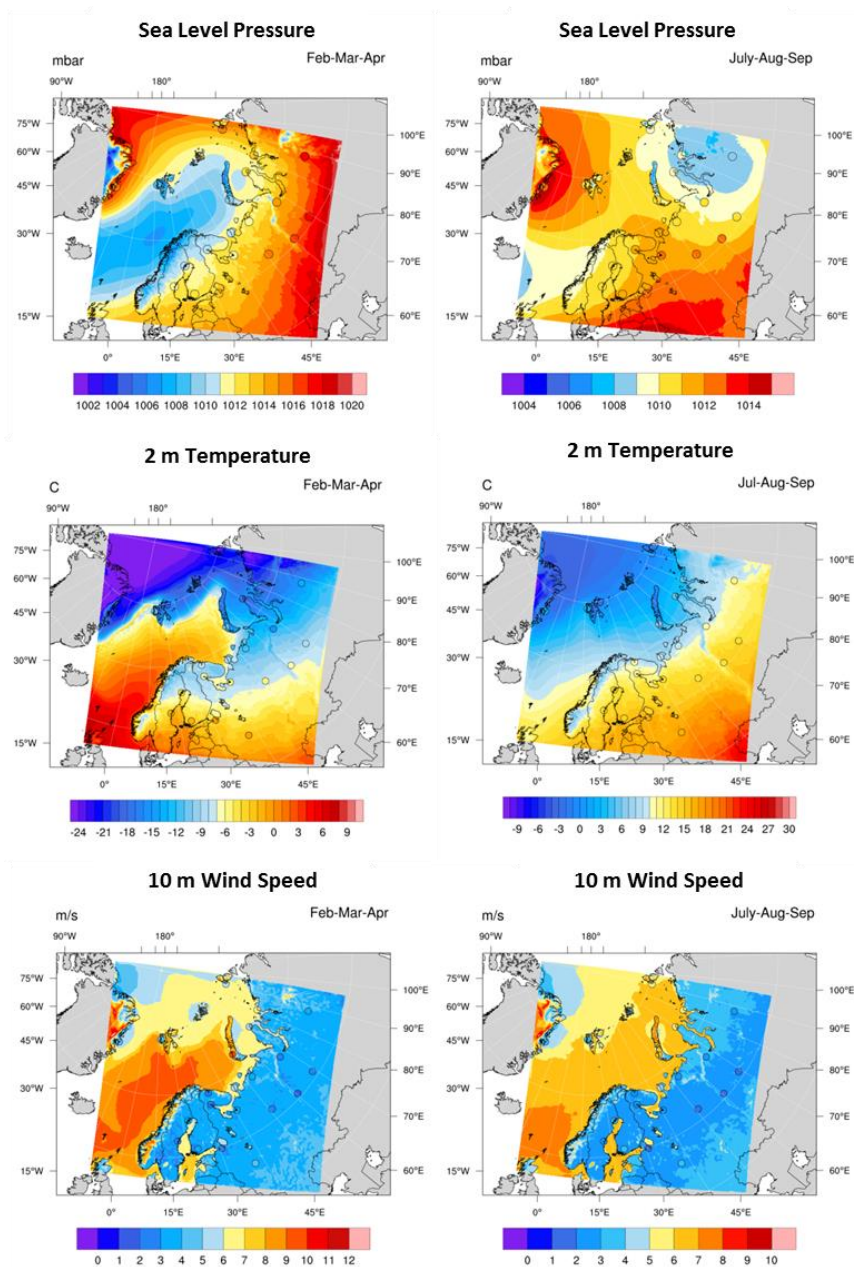 Sea Level Pressure
mbar Feb-Mar-Apr
90°W 180°
75°W 100°E
60°W
90°E
45°W
80°E
30°W
70°E
15°W 60°E
0° 15°E 30°E 45°E
1002 1004 1006 1008 1010 1012 1014 1016 1018 1020
Sea Level Pressure
mbar July-Aug-Sep
90°W 180°
75°W 100°E
60°W
90°E
45°W
80°E
30°W
70°E
15°W 60°E
0° 15°E 30°E 45°E
1004 1006 1008 1010 1012 1014
2 m Temperature
C Feb-Mar-Apr
90°W 180°
75°W 100°E
60°W
90°E
45°W
80°E
30°W
70°E
15°W 60°E
0° 15°E 30°E 45°E
-24 -21 -18 -15 -12 -9 -6 -3 0 3 6 9
2 m Temperature
C Jul-Aug-Sep
90°W 180°
75°W 100°E
60°W
90°E
45°W
80°E
30°W
70°E
15°W 60°E
0° 15°E 30°E 45°E
-9 -6 -3 0 3 6 9 12 15 18 21 24 27 30
10 m Wind Speed
m/s Feb-Mar-Apr
90°W 180°
75°W 100°E
60°W
90°E
45°W
80°E
30°W
70°E
15°W 60°E
0° 15°E 30°E 45°E
0 1 2 3 4 5 6 7 8 9 10 11 12
10 m Wind Speed
m/s July-Aug-Sep
90°W 180°
75°W 100°E
60°W
90°E
45°W
80°E
30°W
70°E
15°W 60°E
0° 15°E 30°E 45°E
0 1 2 3 4 5 6 7 8 9 10